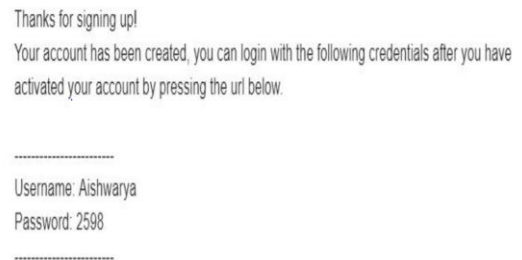 Thanks for signing up!
Your account has been created, you can login with the following credentials after you have
activated your account by pressing the url below.
------------------------
Username: Aishwarya
Password: 2598
------------------------